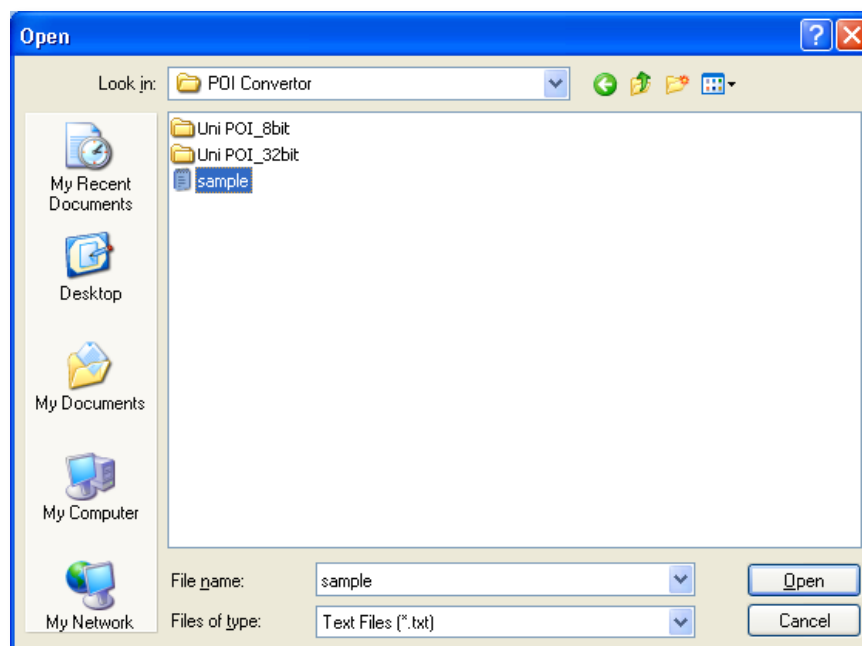 Open
Look in: POI Convertor
Uni POI_8bit
Uni POI_32bit
sample
My Recent
Documents
Desktop
My Documents
My Computer
My Network
File name: sample Open
Files of type: Text Files (*.txt) Cancel